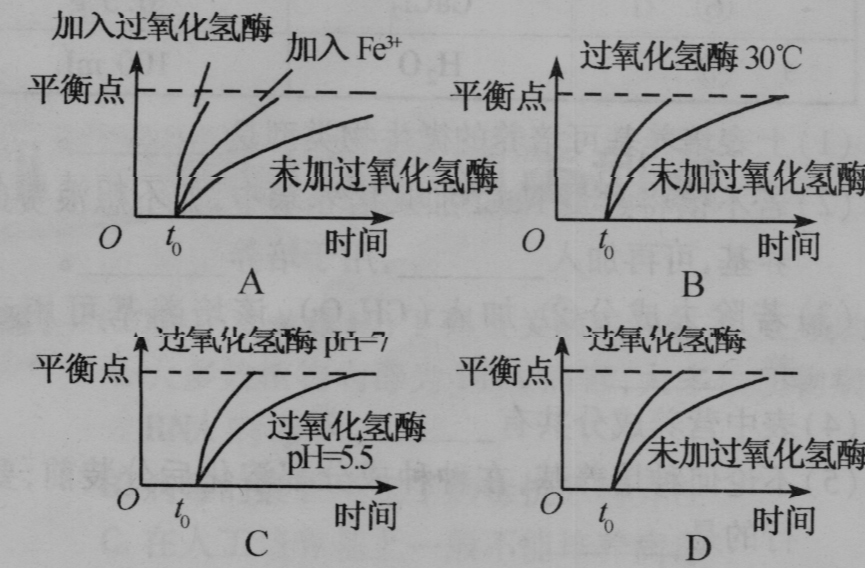 加入过氧化氢酶
加入 Fe³⁺
平衡点
未加过氧化氢酶
O t₀ 时间
A
过氧化氢酶 30℃
平衡点
未加过氧化氢酶
O t₀ 时间
B
过氧化氢酶 pH=7
平衡点
过氧化氢酶
pH=5.5
O t₀ 时间
C
过氧化氢酶
平衡点
未加过氧化氢酶
O t₀ 时间
D